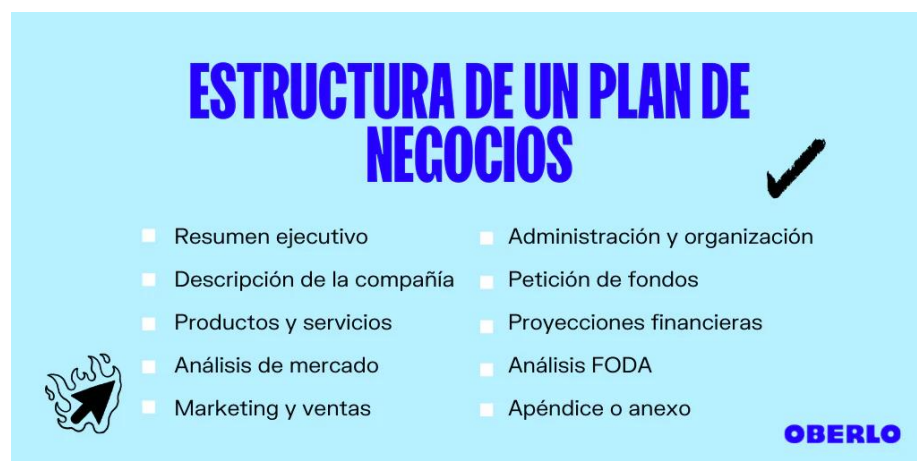 ESTRUCTURA DE UN PLAN DE
NEGOCIOS
Resumen ejecutivo
Descripción de la compañía
Productos y servicios
Análisis de mercado
Marketing y ventas
Administración y organización
Petición de fondos
Proyecciones financieras
Análisis FODA
Apéndice o anexo
OBERLO